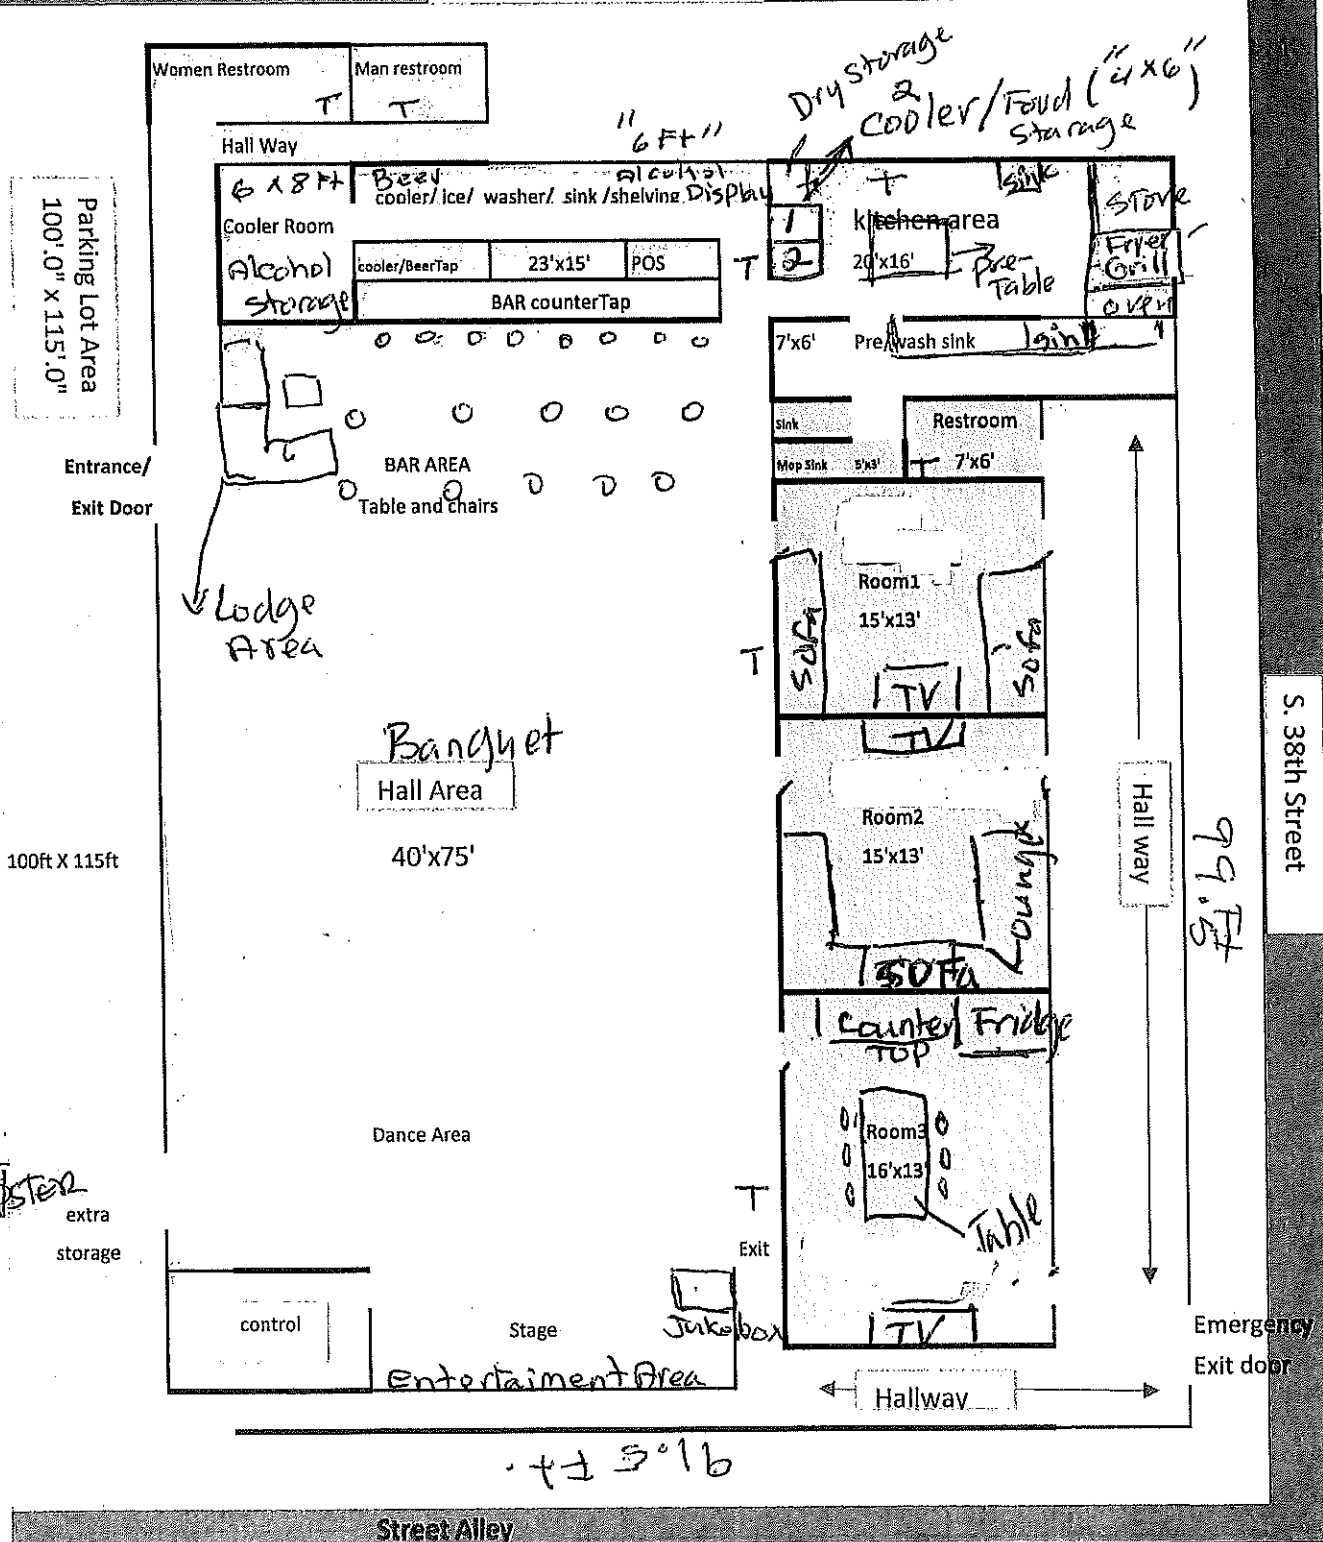 Women Restroom
T
Man restroom
T
Hall Way
Dry Storage
2
Cooler/Foud ("4x6")
Starage
"6 Ft"
6 x 8 Ft
Beer
Alcohol
cooler/ ice/ washer/ sink /shelving Display
Cooler Room
Alcohol
Storage
cooler/BeerTap
23'x15'
POS
BAR counterTap
T
1
2
kitchen area
20'x16'
Pre-
Table
sink
Stove
Fryer
Grill
oven
7'x6'
Pre/wash sink
sink
Sink
Mop Sink
5'x3'
Restroom
T
7'x6'
Parking Lot Area
100'.0" X 115'.0"
Entrance/
Exit Door
BAR AREA
Table and chairs
Lodge
Area
Room1
15'x13'
Sofa
Sofa
T
TV
TV
Banquet
Hall Area
40'x75'
100ft X 115ft
Room2
15'x13'
Lounge
SOFa
Hall way
99.5ft
S. 38th Street
Counter
TOP
Fridge
Room3
16'x13'
Table
T
Exit
TV
Dance Area
STER
extra
storage
control
Stage
Jukebox
Entertaiment Area
Hallway
Emergency
Exit door
91.5 Ft.
Street Alley